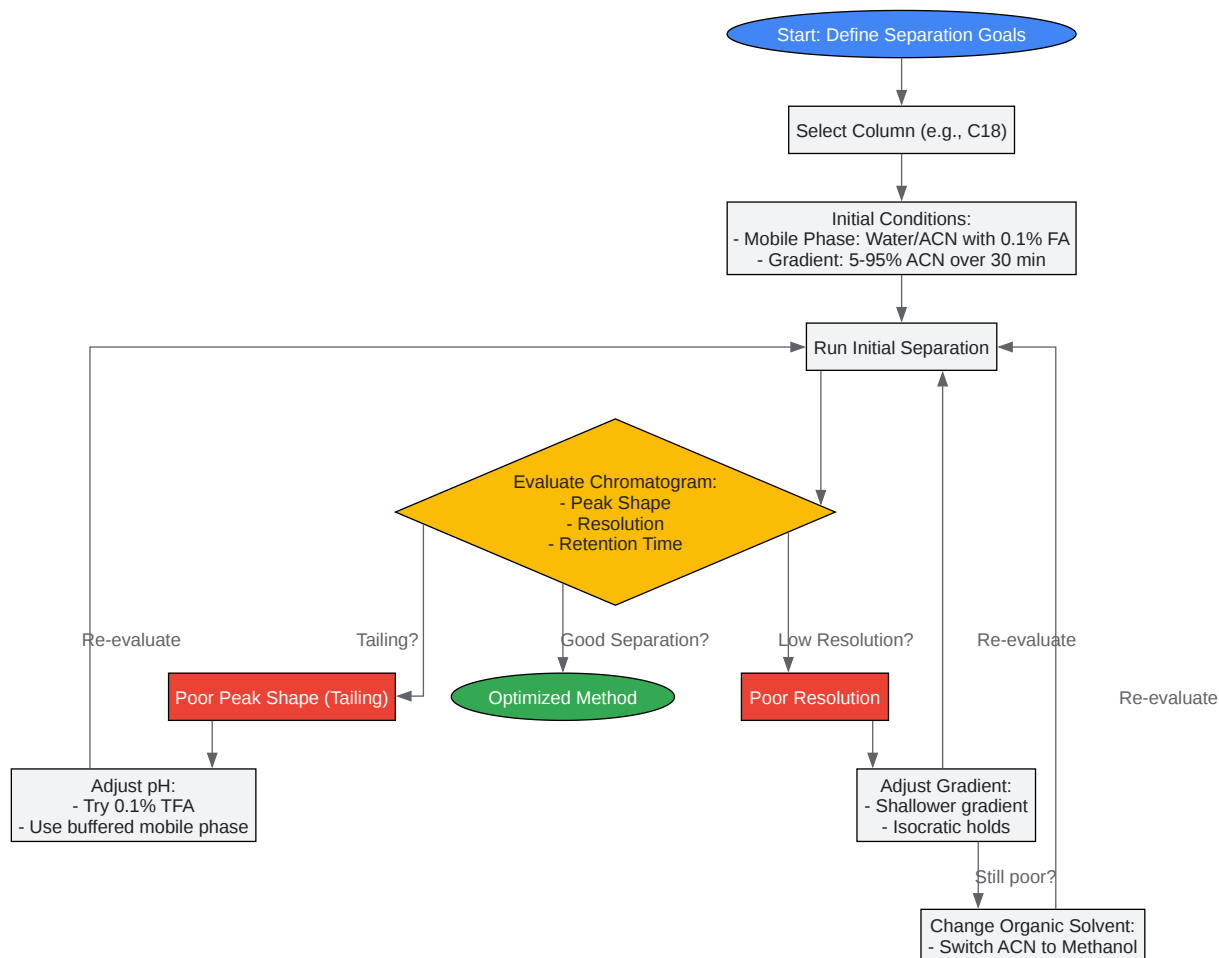 Start: Define Separation Goals
Select Column (e.g., C18)
Initial Conditions:
- Mobile Phase: Water/ACN with 0.1% FA
- Gradient: 5-95% ACN over 30 min
Run Initial Separation
Evaluate Chromatogram:
- Peak Shape
- Resolution
- Retention Time
Re-evaluate
Tailing?
Good Separation?
Low Resolution?
Re-evaluate
Re-evaluate
Poor Peak Shape (Tailing)
Optimized Method
Poor Resolution
Adjust pH:
- Try 0.1% TFA
- Use buffered mobile phase
Adjust Gradient:
- Shallower gradient
- Isocratic holds
Still poor?
Change Organic Solvent:
- Switch ACN to Methanol